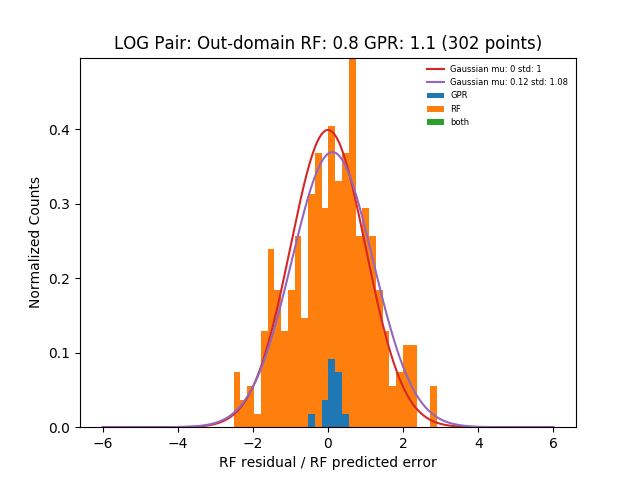 LOG Pair: Out-domain RF: 0.8 GPR: 1.1 (302 points)
Gaussian mu: 0 std: 1
Gaussian mu: 0.12 std: 1.08
GPR
RF
both
Normalized Counts
0.4
0.3
0.2
0.1
0.0
−6 −4 −2 0 2 4 6
RF residual / RF predicted error